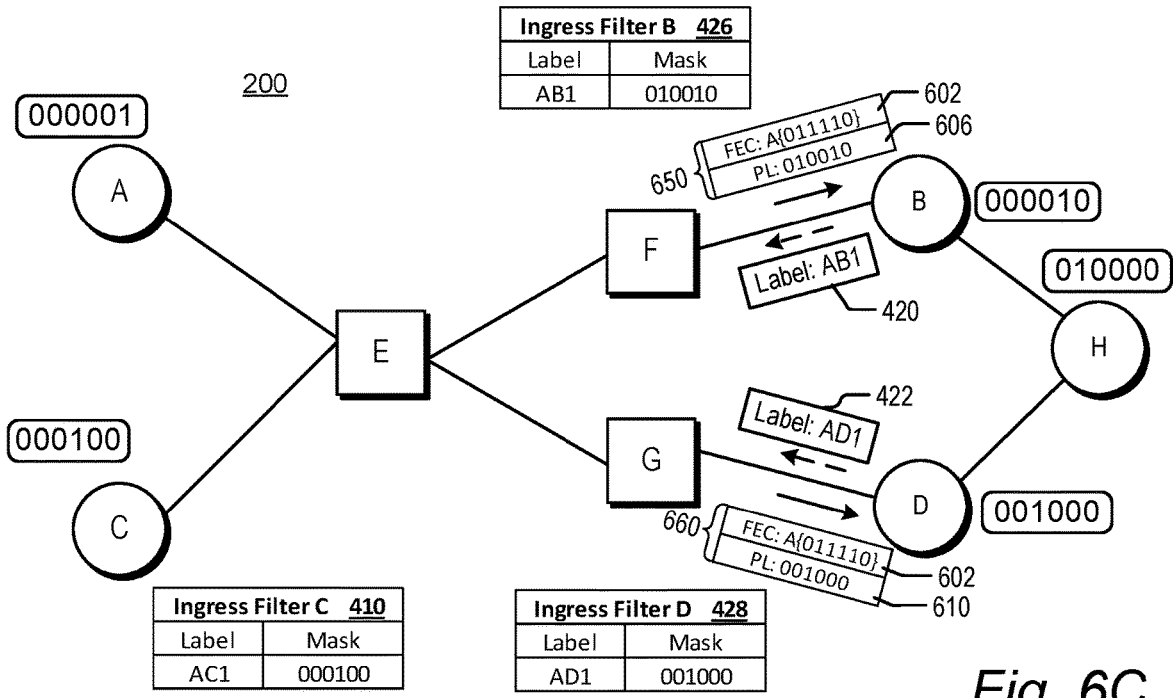 Ingress Filter B 426
Label Mask
AB1 010010
200
000001
A
602
606
FEC: A{011110}
PL: 010010
650
B
000010
F
Label: AB1
420
010000
H
E
000100
C
422
Label: AD1
G
D
001000
660
FEC: A{011110}
PL: 001000
602
610
Ingress Filter C 410
Label Mask
AC1 000100
Ingress Filter D 428
Label Mask
AD1 001000
Fig. 6C